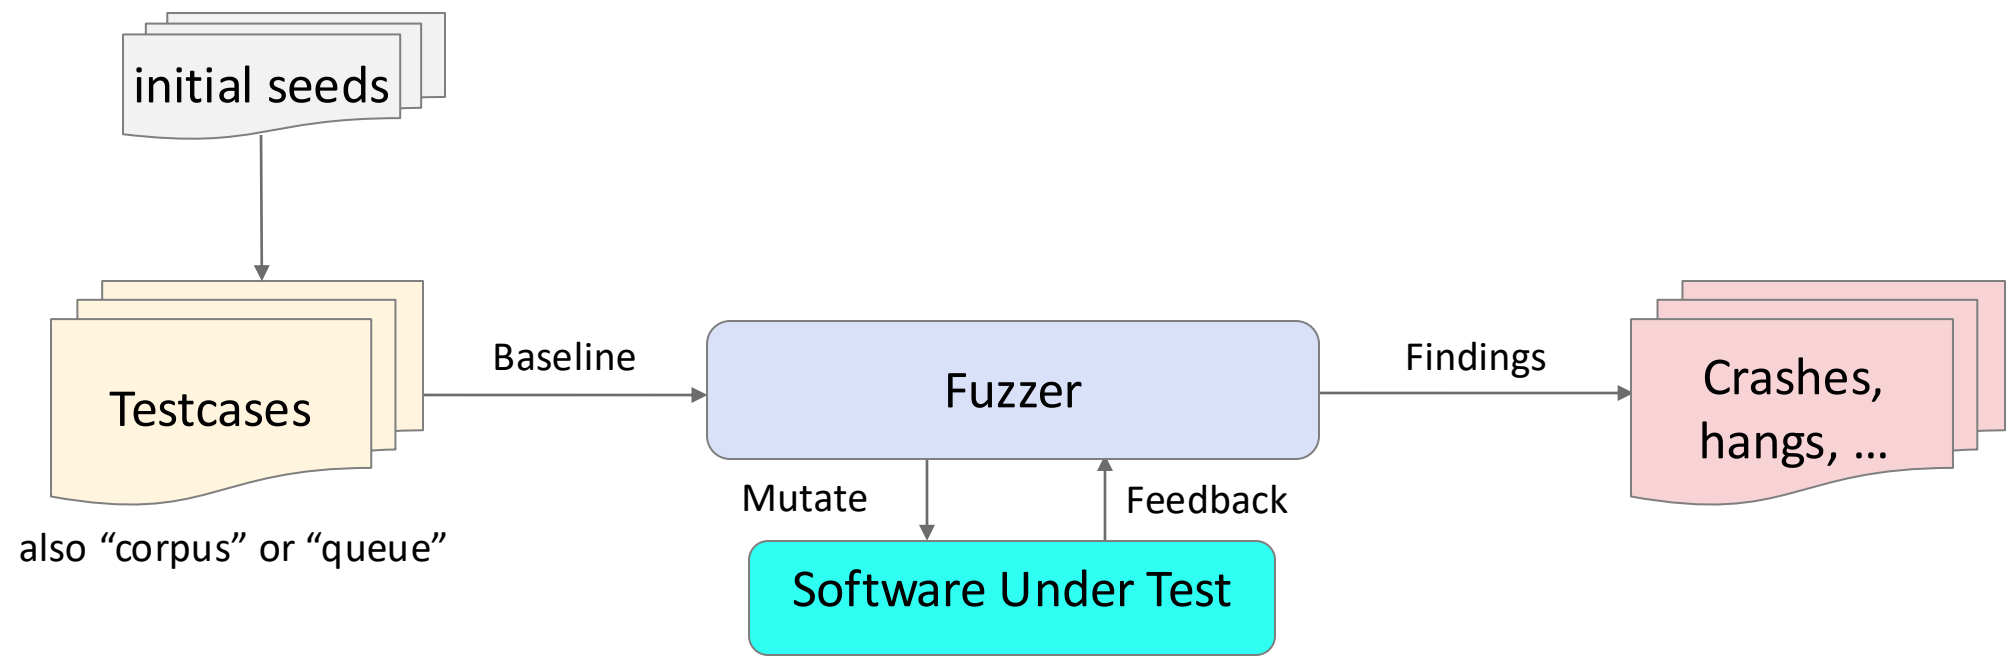 initial seeds
Testcases
also “corpus” or “queue”
Baseline
Fuzzer
Mutate
Feedback
Software Under Test
Findings
Crashes,
hangs, ...